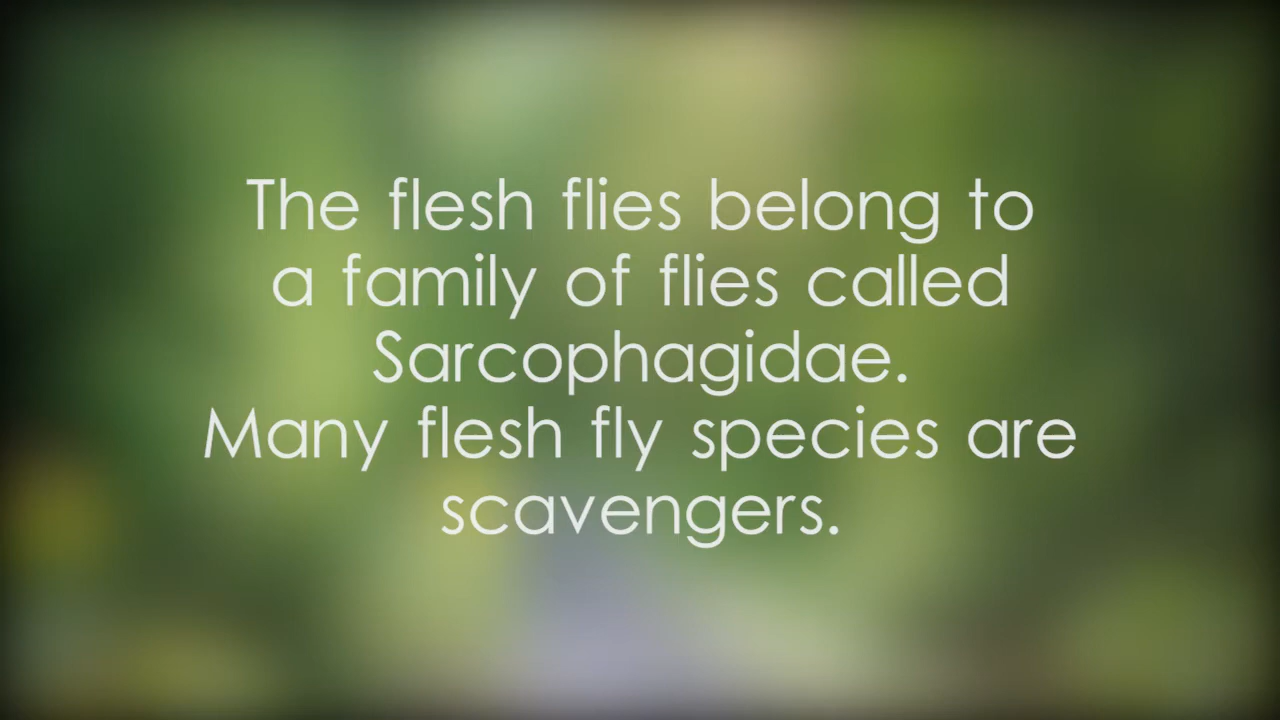 The flesh flies belong to
a family of flies called
Sarcophagidae.
Many flesh fly species are
scavengers.